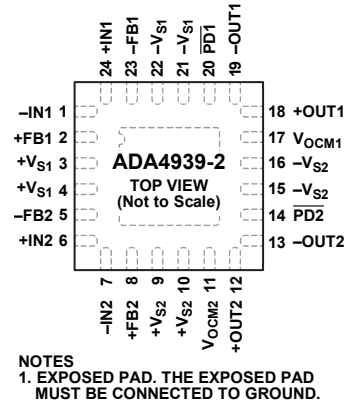 24 +IN1
23 –FB1
22 –VS1
21 –VS1
20 PD1
19 –OUT1
–IN1 1
+FB1 2
+VS1 3
+VS1 4
–FB2 5
+IN2 6
ADA4939-2
TOP VIEW
(Not to Scale)
18 +OUT1
17 VOCM1
16 –VS2
15 –VS2
14 PD2
13 –OUT2
–IN2 7
+FB2 8
+VS2 9
+VS2 10
VOCM2 11
+OUT2 12
NOTES
1. EXPOSED PAD. THE EXPOSED PAD
MUST BE CONNECTED TO GROUND.